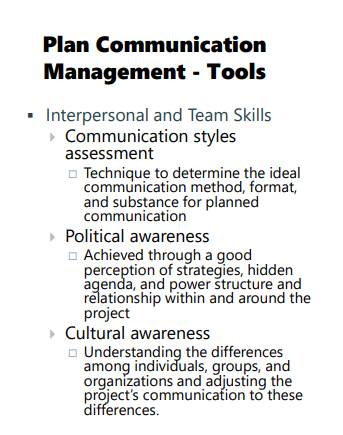 Plan Communication
Management - Tools
▪ Interpersonal and Team Skills
Communication styles
assessment
Technique to determine the ideal
communication method, format,
and substance for planned
communication
Political awareness
Achieved through a good
perception of strategies, hidden
agenda, and power structure and
relationship within and around the
project
Cultural awareness
Understanding the differences
among individuals, groups, and
organizations and adjusting the
project’s communication to these
differences.